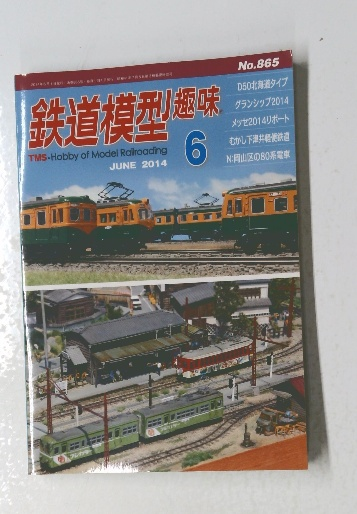 No.865
鉄道模型趣味
TMS•Hobby of Model Railroading
JUNE 2014
6
D50北海道タイプ
グランシップ2014
メッセ2014リポート
むかし下津井軽便鉄道
N:岡山区の80系電車